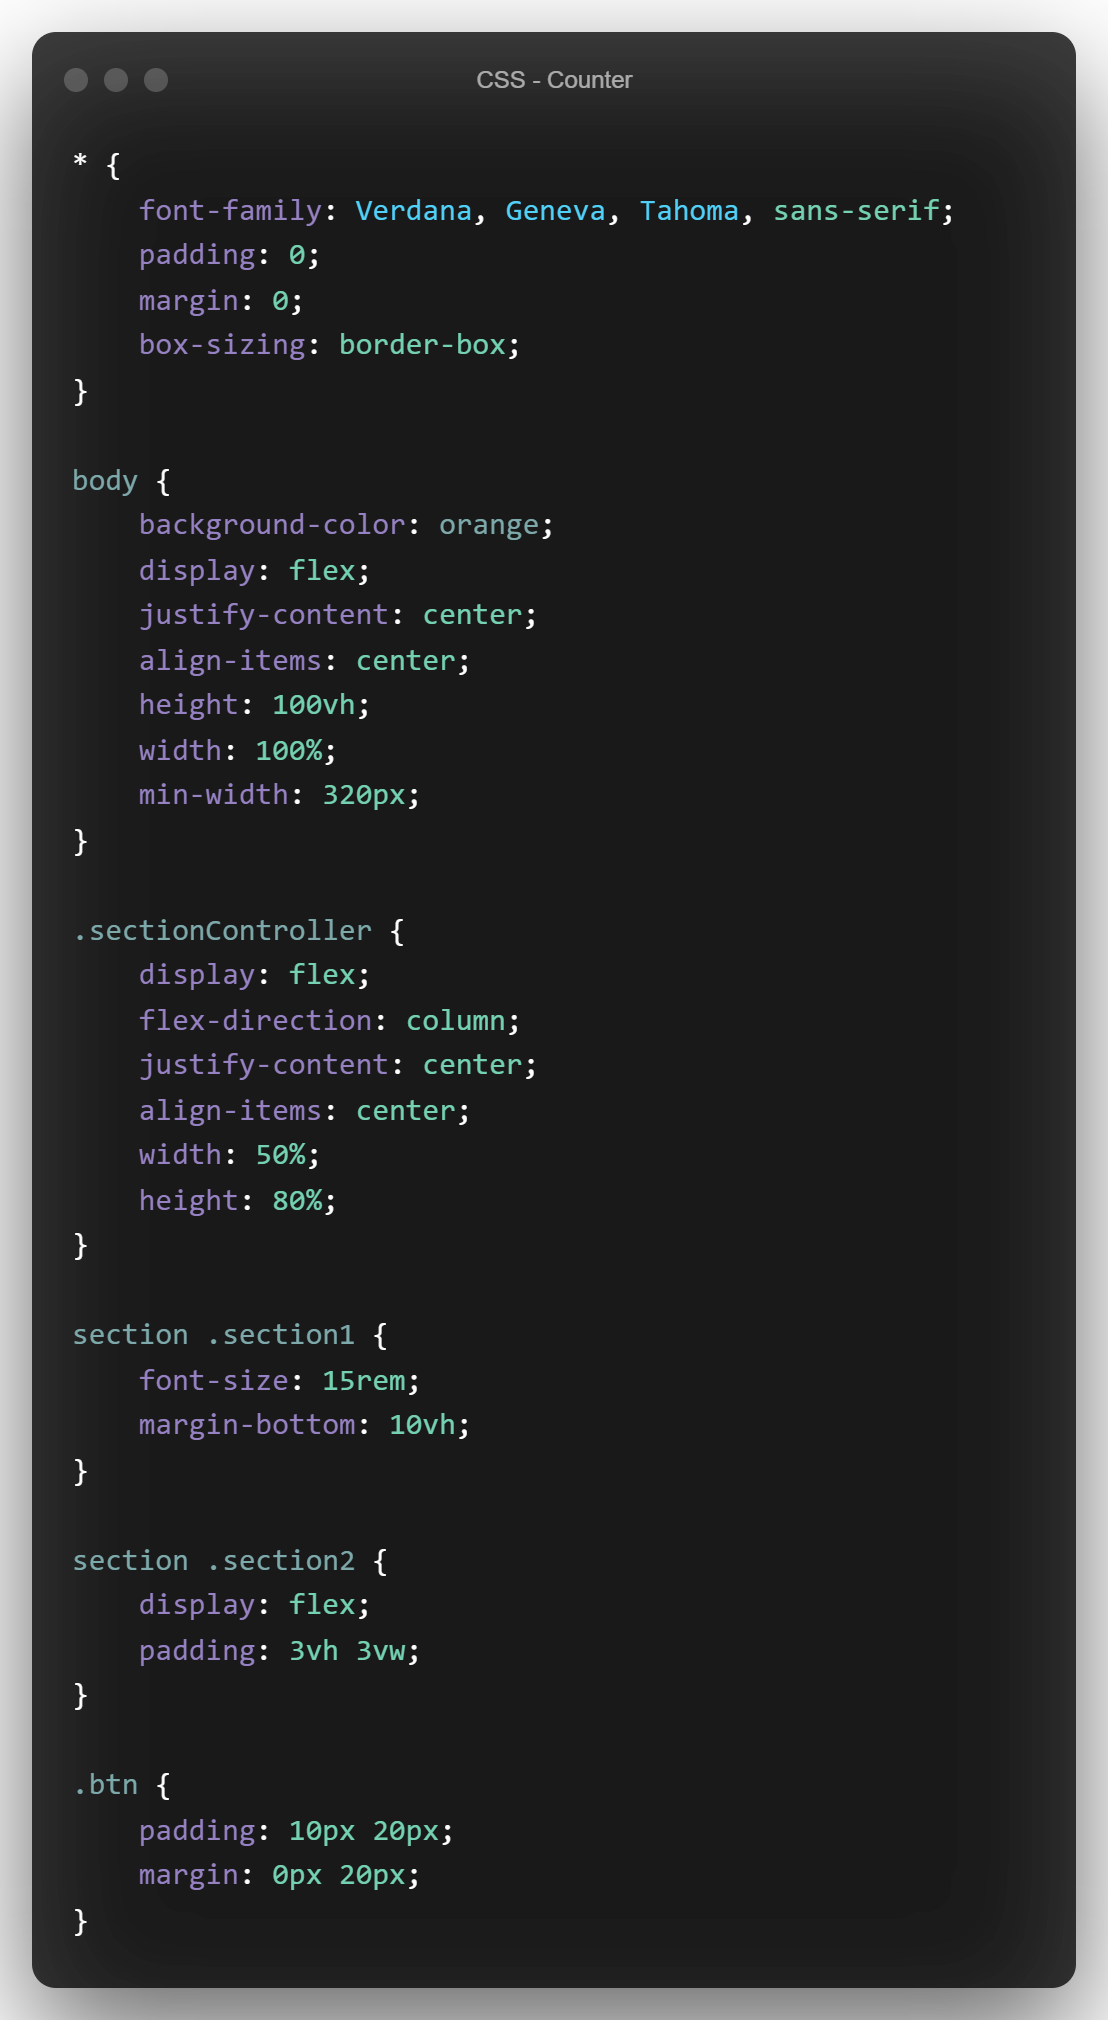 CSS - Counter
* {
    font-family: Verdana, Geneva, Tahoma, sans-serif;
    padding: 0;
    margin: 0;
    box-sizing: border-box;
}
body {
    background-color: orange;
    display: flex;
    justify-content: center;
    align-items: center;
    height: 100vh;
    width: 100%;
    min-width: 320px;
}
.sectionController {
    display: flex;
    flex-direction: column;
    justify-content: center;
    align-items: center;
    width: 50%;
    height: 80%;
}
section .section1 {
    font-size: 15rem;
    margin-bottom: 10vh;
}
section .section2 {
    display: flex;
    padding: 3vh 3vw;
}
.btn {
    padding: 10px 20px;
    margin: 0px 20px;
}